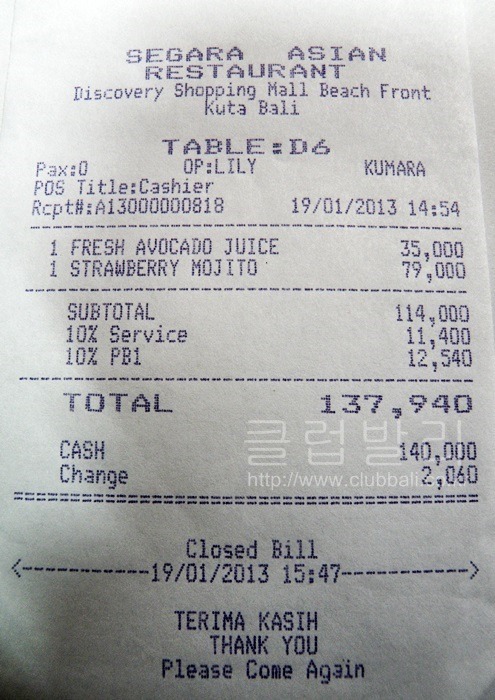 SEGARA ASIAN
RESTAURANT
Discovery Shopping Mall Beach Front
Kuta Bali
TABLE:D6
Pax:0 OP:LILY KUMARA
POS Title:Cashier
Rcpt#:A13000000818 19/01/2013 14:54
1 FRESH AVOCADO JUICE 35,000
1 STRAWBERRY MOJITO 79,000
SUBTOTAL 114,000
10% Service 11,400
10% PB1 12,540
TOTAL 137,940
클럽발리
CASH 140,000
Change 2,060
http://www.clubbali
Closed Bill
<------------19/01/2013 15:47------------>
TERIMA KASIH
THANK YOU
Please Come Again